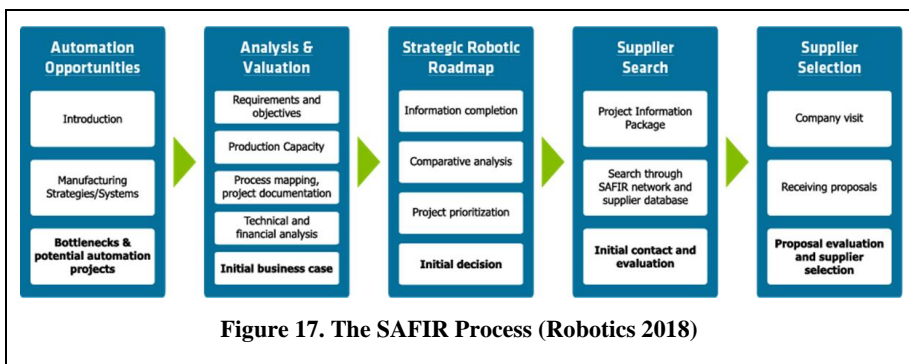 Automation
Opportunities
Introduction
Manufacturing
Strategies/Systems
Bottlenecks &
potential automation
projects
Analysis &
Valuation
Requirements and
objectives
Production Capacity
Process mapping,
project documentation
Technical and
financial analysis
Initial business case
Strategic Robotic
Roadmap
Information completion
Comparative analysis
Project prioritization
Initial decision
Supplier
Search
Project Information
Package
Search through
SAFIR network and
supplier database
Initial contact and
evaluation
Supplier
Selection
Company visit
Receiving proposals
Proposal evaluation
and supplier
selection
Figure 17. The SAFIR Process (Robotics 2018)